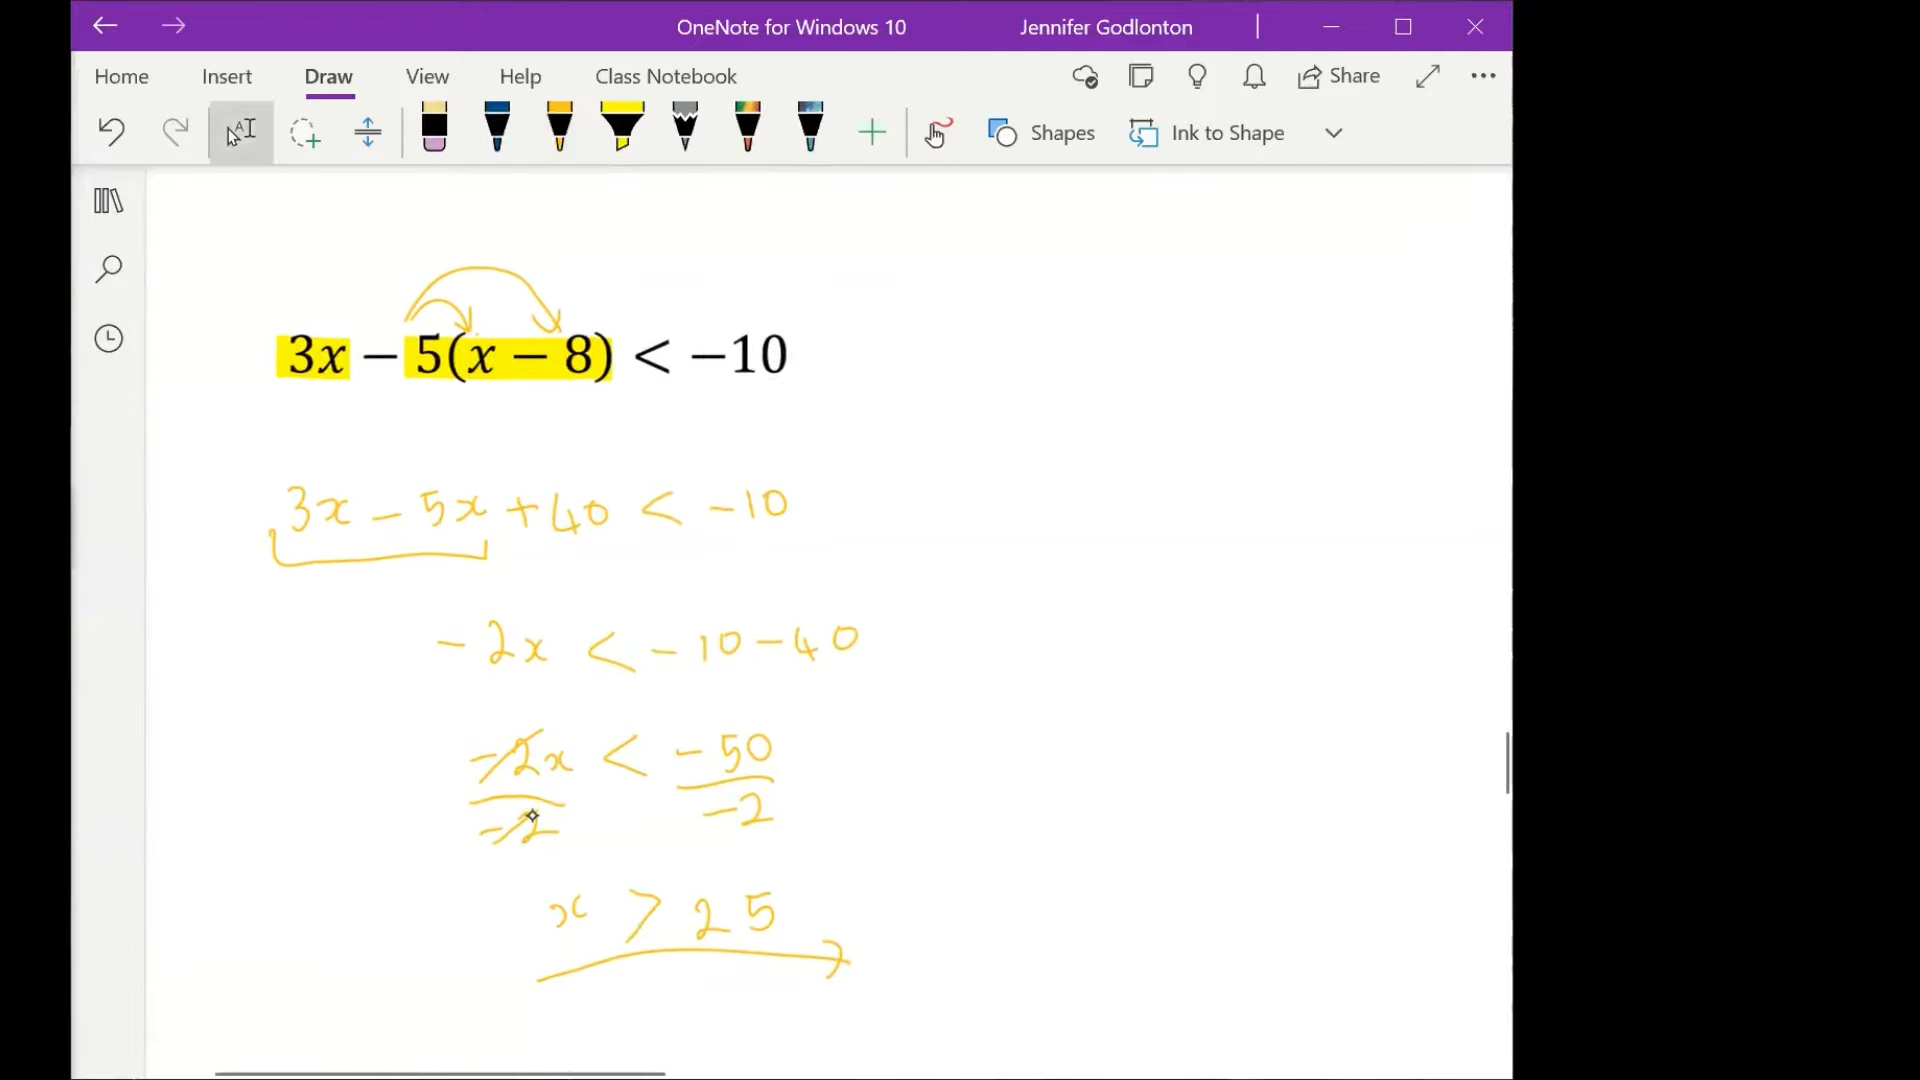 OneNote for Windows 10 Jennifer Godlonton
Home Insert Draw View Help Class Notebook Share
Shapes Ink to Shape
3x − 5(x − 8) < −10
3x − 5x + 40 < −10
−2x < −10 − 40
−2x < −50
−2 −2
x > 25